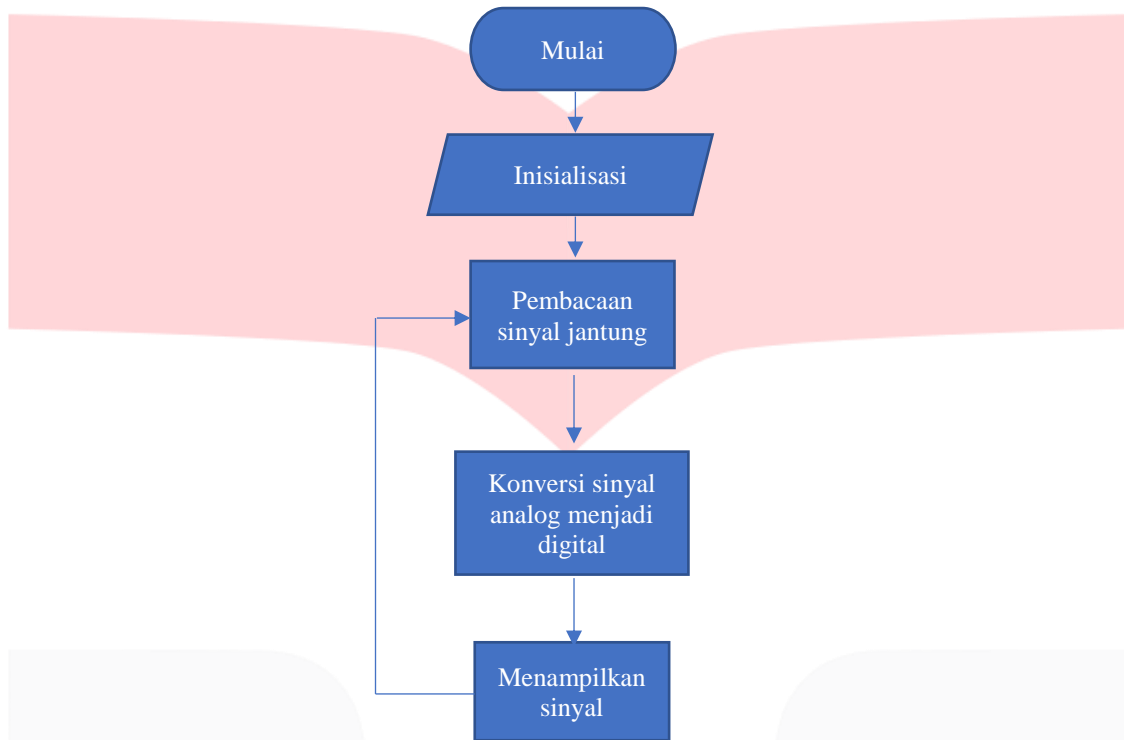 Mulai
Inisialisasi
Pembacaan
sinyal jantung
Konversi sinyal
analog menjadi
digital
Menampilkan
sinyal